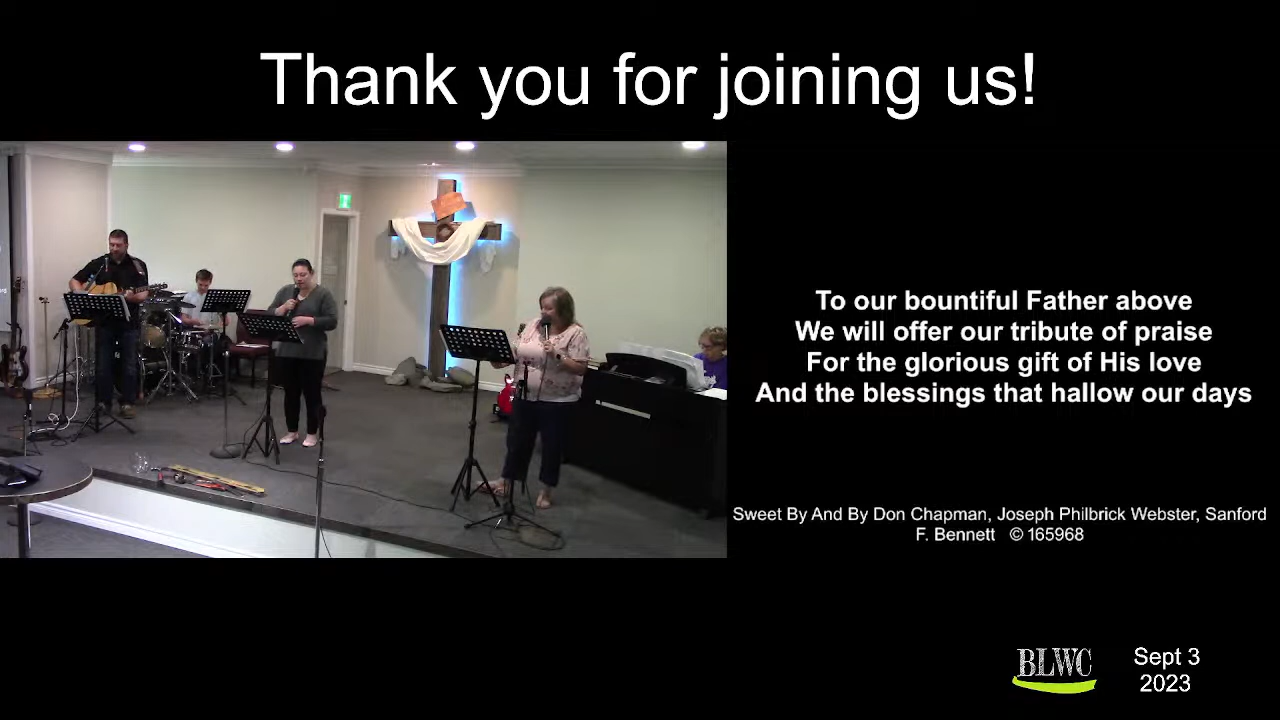 Thank you for joining us!
To our bountiful Father above
We will offer our tribute of praise
For the glorious gift of His love
And the blessings that hallow our days
Sweet By And By Don Chapman, Joseph Philbrick Webster, Sanford
F. Bennett © 165968
BLWC
Sept 3
2023